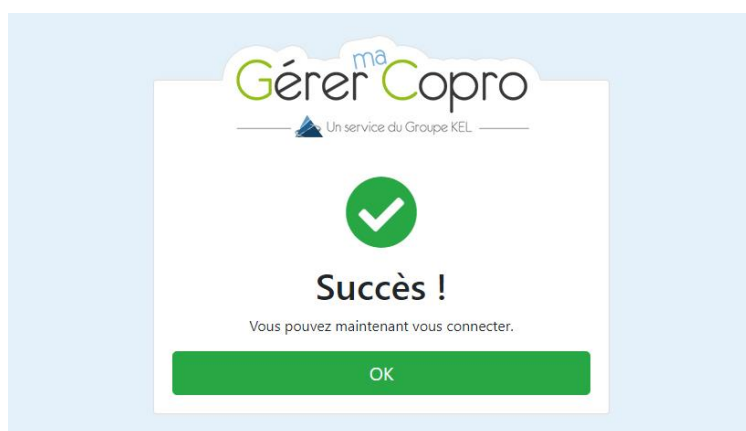 ma
Gérer Copro
Un service du Groupe KEL
Succès !
Vous pouvez maintenant vous connecter.
OK